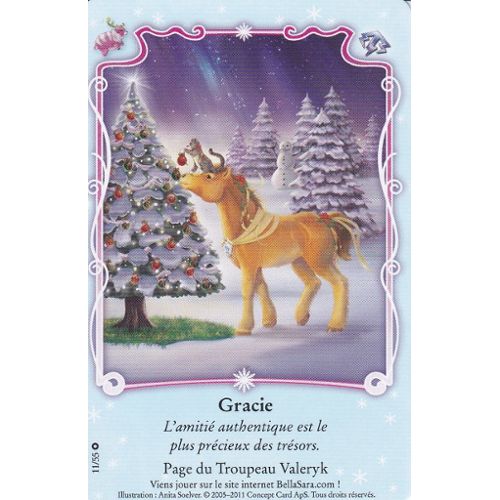 Gracie
L'amitié authentique est le
plus précieux des trésors.
Page du Troupeau Valeryk
Viens jouer sur le site internet BellaSara.com !
Illustration : Anita Soelver. © 2005–2011 Concept Card ApS. Tous droits réservés.
11/55